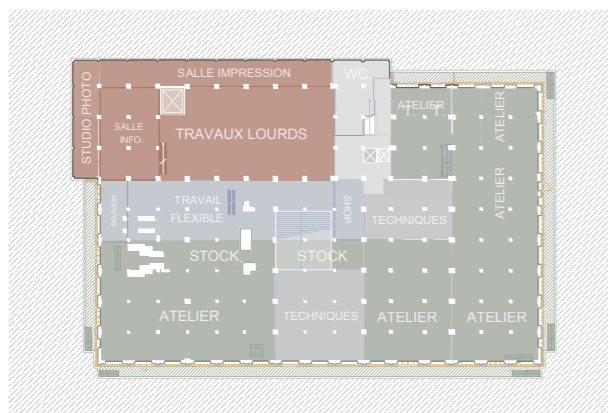 SALLE IMPRESSION
WC
STUDIO PHOTO
ATELIER
ATELIER
SALLE
INFO.
TRAVAUX LOURDS
ATELIER
REUNION
TRAVAIL
FLEXIBLE
SHOP
TECHNIQUES
STOCK
STOCK
ATELIER
TECHNIQUES
ATELIER
ATELIER